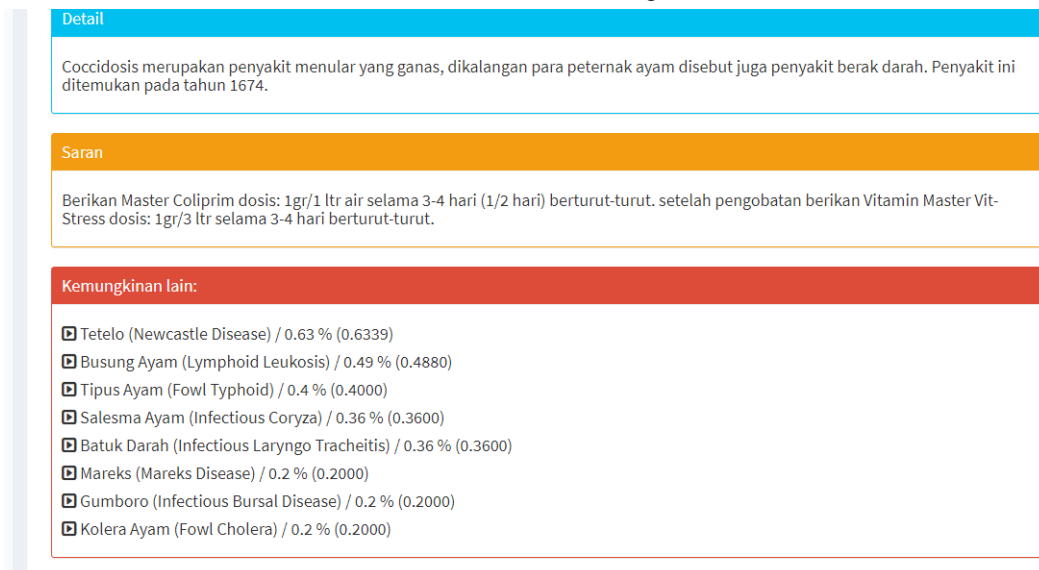 Detail
Coccidosis merupakan penyakit menular yang ganas, dikalangan para peternak ayam disebut juga penyakit berak darah. Penyakit ini
ditemukan pada tahun 1674.
Saran
Berikan Master Coliprim dosis: 1gr/1 ltr air selama 3-4 hari (1/2 hari) berturut-turut. setelah pengobatan berikan Vitamin Master Vit-
Stress dosis: 1gr/3 ltr selama 3-4 hari berturut-turut.
Kemungkinan lain:
Tetelo (Newcastle Disease) / 0.63 % (0.6339)
Busung Ayam (Lymphoid Leukosis) / 0.49 % (0.4880)
Tipus Ayam (Fowl Typhoid) / 0.4 % (0.4000)
Salesma Ayam (Infectious Coryza) / 0.36 % (0.3600)
Batuk Darah (Infectious Laryngo Tracheitis) / 0.36 % (0.3600)
Mareks (Mareks Disease) / 0.2 % (0.2000)
Gumboro (Infectious Bursal Disease) / 0.2 % (0.2000)
Kolera Ayam (Fowl Cholera) / 0.2 % (0.2000)